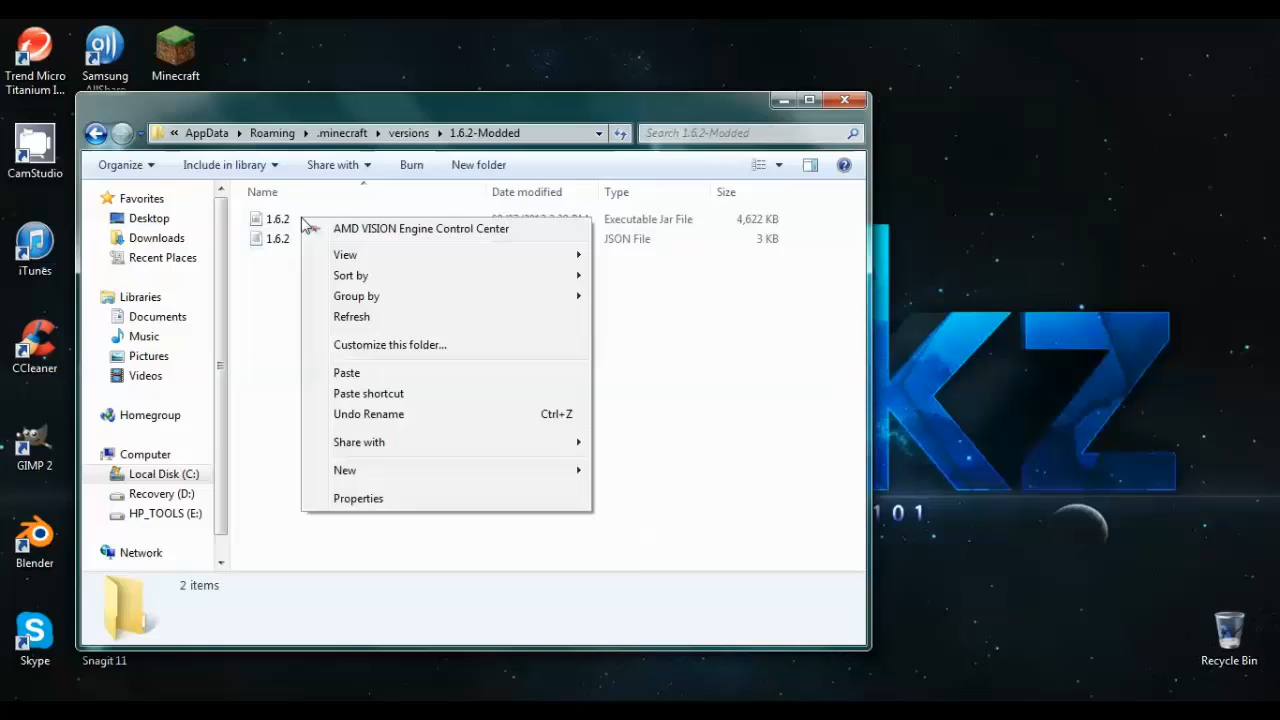 Trend Micro
Titanium I...
Samsung
AllShare
Minecraft
CamStudio
iTunes
CCleaner
GIMP 2
Blender
Skype
Snagit 11
Recycle Bin
« AppData Roaming .minecraft versions 1.6.2-Modded
Search 1.6.2-Modded
Organize Include in library Share with Burn New folder
Name Date modified Type Size
1.6.2 Executable Jar File 4,622 KB
1.6.2 JSON File 3 KB
Favorites
Desktop
Downloads
Recent Places
Libraries
Documents
Music
Pictures
Videos
Homegroup
Computer
Local Disk (C:)
Recovery (D:)
HP_TOOLS (E:)
Network
AMD VISION Engine Control Center
View
Sort by
Group by
Refresh
Customize this folder...
Paste
Paste shortcut
Undo Rename Ctrl+Z
Share with
New
Properties
2 items
KZ
101